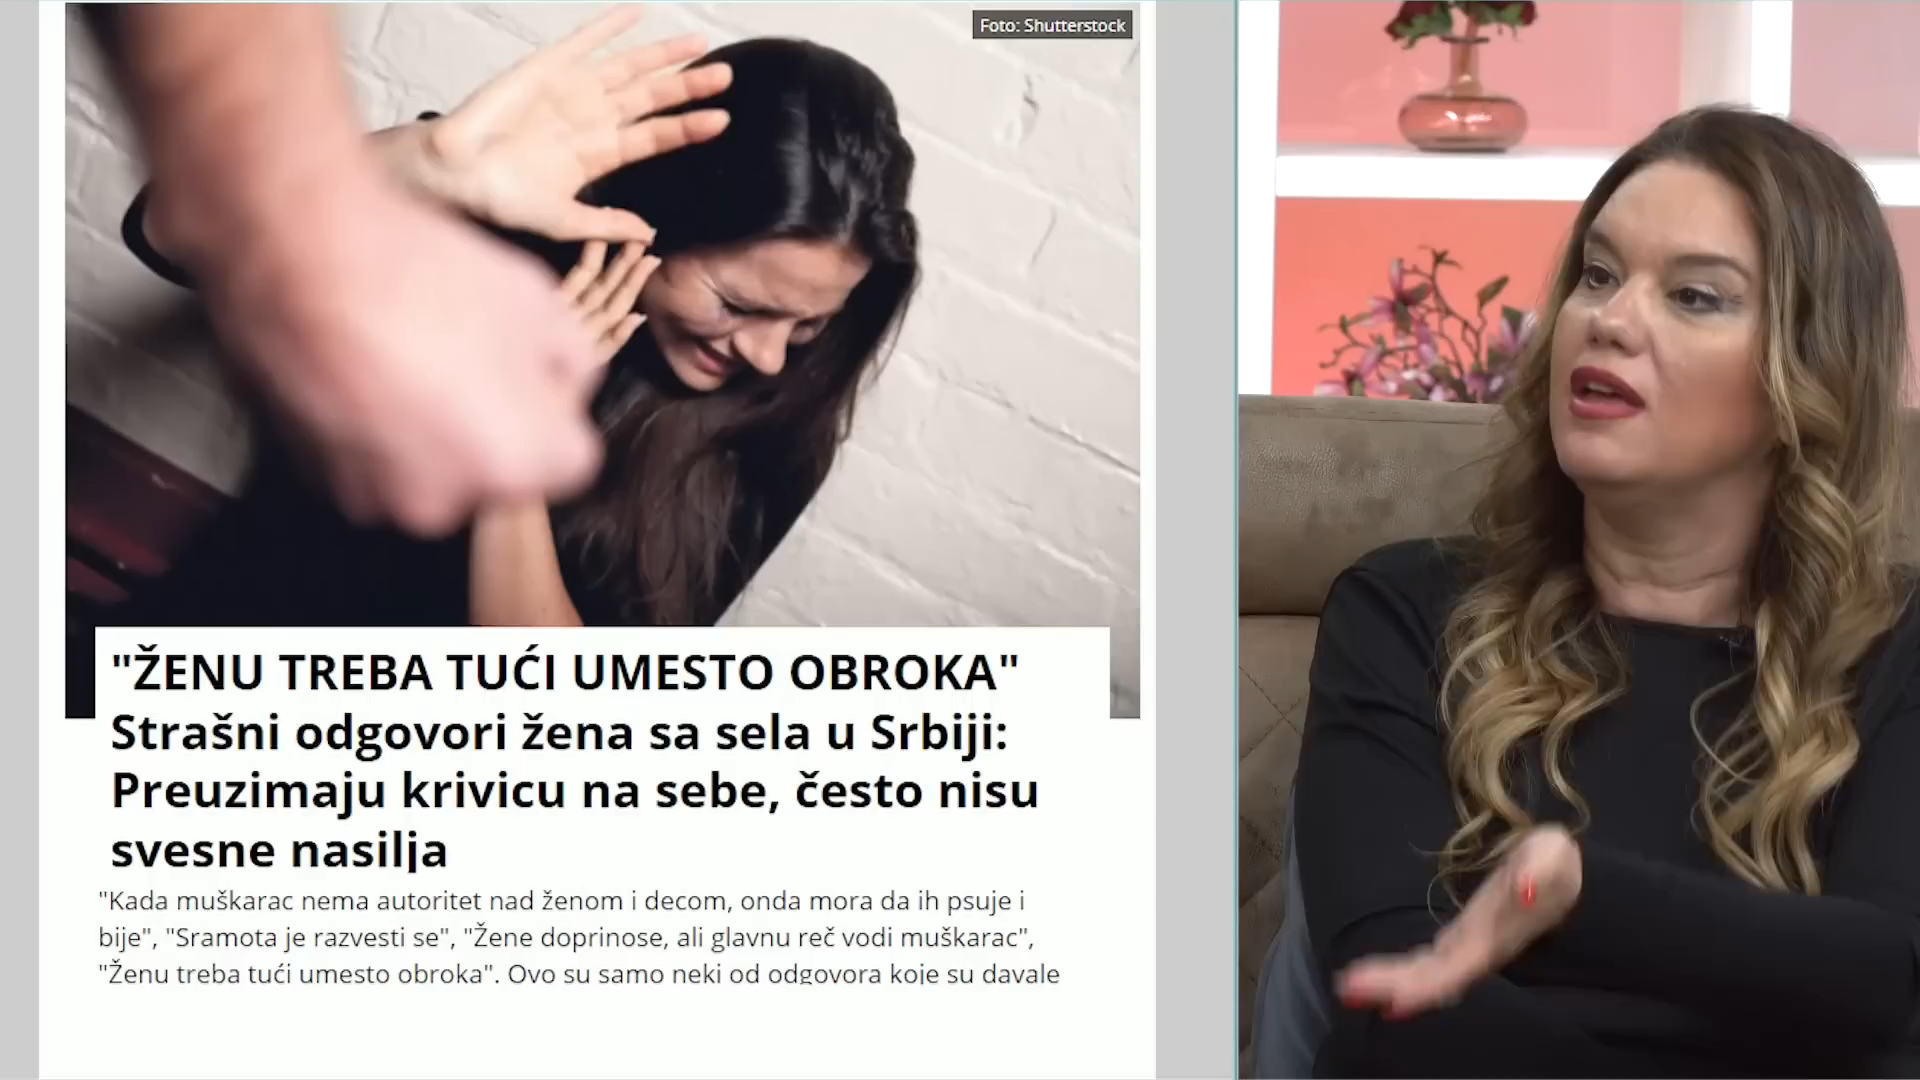 Foto: Shutterstock
"ŽENU TREBA TUĆI UMESTO OBROKA"
Strašni odgovori žena sa sela u Srbiji:
Preuzimaju krivicu na sebe, često nisu
svesne nasilja
"Kada muškarac nema autoritet nad ženom i decom, onda mora da ih psuje i
bije", "Sramota je razvesti se", "Žene doprinose, ali glavnu reč vodi muškarac",
"Ženu treba tući umesto obroka". Ovo su samo neki od odgovora koje su davale